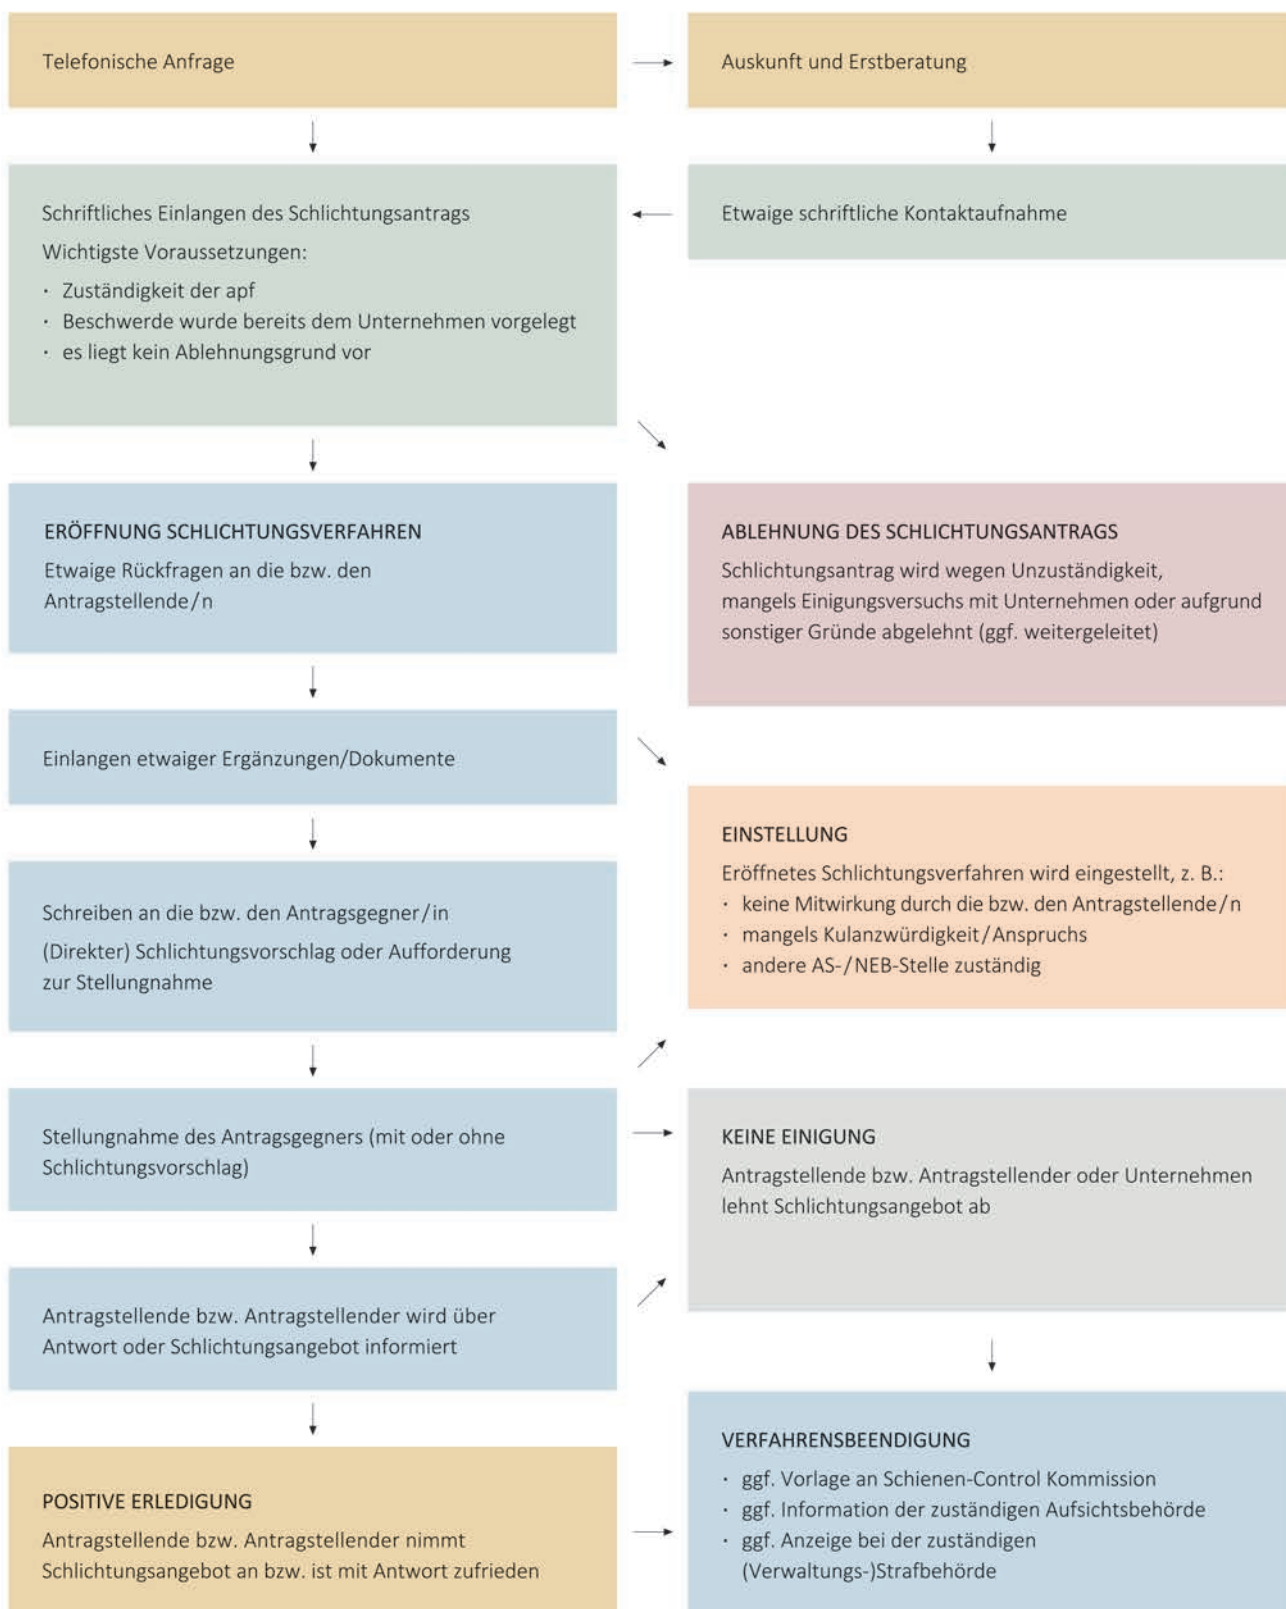 Telefonische Anfrage
Auskunft und Erstberatung
Schriftliches Einlangen des Schlichtungsantrags
Wichtigste Voraussetzungen:
· Zuständigkeit der apf
· Beschwerde wurde bereits dem Unternehmen vorgelegt
· es liegt kein Ablehnungsgrund vor
Etwaige schriftliche Kontaktaufnahme
ERÖFFNUNG SCHLICHTUNGSVERFAHREN
Etwaige Rückfragen an die bzw. den
Antragstellende/n
ABLEHNUNG DES SCHLICHTUNGSANTRAGS
Schlichtungsantrag wird wegen Unzuständigkeit,
mangels Einigungsversuchs mit Unternehmen oder aufgrund
sonstiger Gründe abgelehnt (ggf. weitergeleitet)
Einlangen etwaiger Ergänzungen/Dokumente
EINSTELLUNG
Eröffnetes Schlichtungsverfahren wird eingestellt, z. B.:
· keine Mitwirkung durch die bzw. den Antragstellende/n
· mangels Kulanzwürdigkeit/Anspruchs
· andere AS-/NEB-Stelle zuständig
Schreiben an die bzw. den Antragsgegner/in
(Direkter) Schlichtungsvorschlag oder Aufforderung
zur Stellungnahme
Stellungnahme des Antragsgegners (mit oder ohne
Schlichtungsvorschlag)
KEINE EINIGUNG
Antragstellende bzw. Antragstellender oder Unternehmen
lehnt Schlichtungsangebot ab
Antragstellende bzw. Antragstellender wird über
Antwort oder Schlichtungsangebot informiert
POSITIVE ERLEDIGUNG
Antragstellende bzw. Antragstellender nimmt
Schlichtungsangebot an bzw. ist mit Antwort zufrieden
VERFAHRENSBEENDIGUNG
· ggf. Vorlage an Schienen-Control Kommission
· ggf. Information der zuständigen Aufsichtsbehörde
· ggf. Anzeige bei der zuständigen
(Verwaltungs-)Strafbehörde